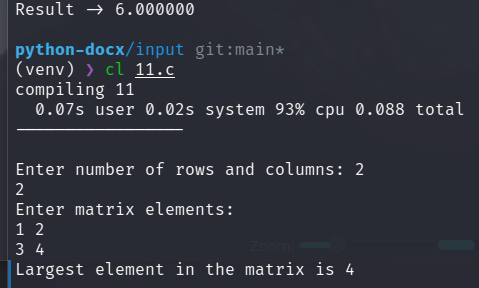 Result -> 6.000000
python-docx/input git:main*
(venv) ❯ cl 11.c
compiling 11
0.07s user 0.02s system 93% cpu 0.088 total
-----------------
Enter number of rows and columns: 2
2
Enter matrix elements:
1 2
3 4
Zoom:
Largest element in the matrix is 4